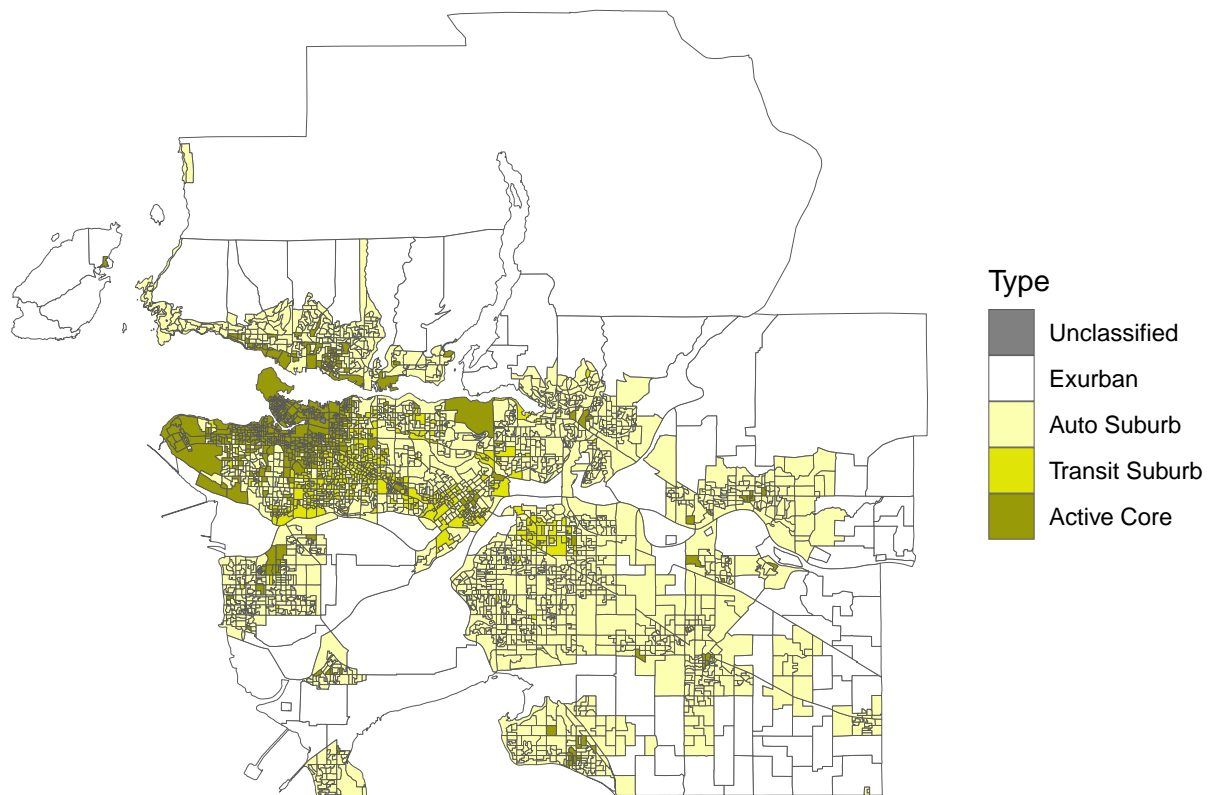 Type
Unclassified
Exurban
Auto Suburb
Transit Suburb
Active Core